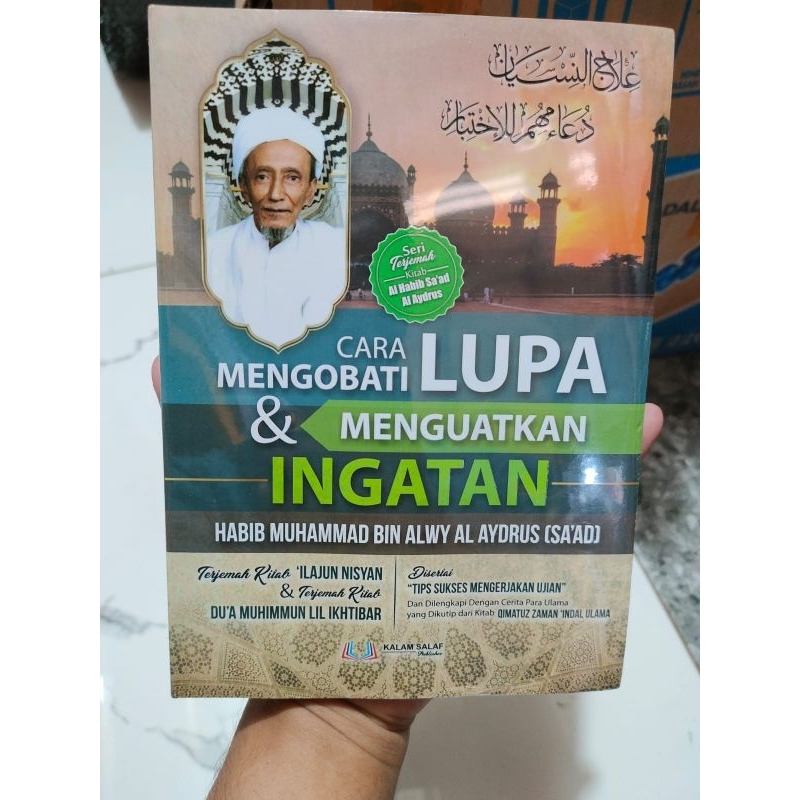 علاج النسيان
دعاء مهم للاختبار
Seri
Terjemah
Kitab
Al Habib Sa'ad
Al Aydrus
CARA
MENGOBATI LUPA
& MENGUATKAN
INGATAN
HABIB MUHAMMAD BIN ALWY AL AYDRUS (SA'AD)
Terjemah Kitab 'ILAJUN NISYAN
& Terjemah Kitab
DU'A MUHIMMUN LIL IKHTIBAR
Disertai
"TIPS SUKSES MENGERJAKAN UJIAN"
Dan Dilengkapi Dengan Cerita Para Ulama
yang Dikutip dari Kitab QIMATUZ ZAMAN 'INDAL ULAMA
KALAM SALAF
Publisher